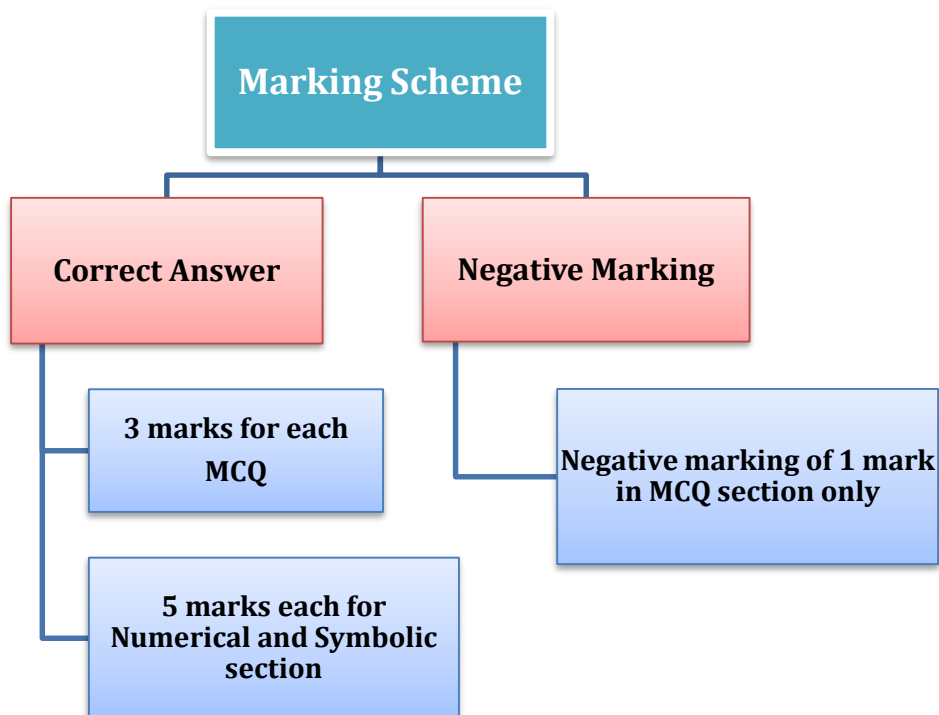 Marking Scheme
Correct Answer
Negative Marking
3 marks for each
MCQ
Negative marking of 1 mark
in MCQ section only
5 marks each for
Numerical and Symbolic
section